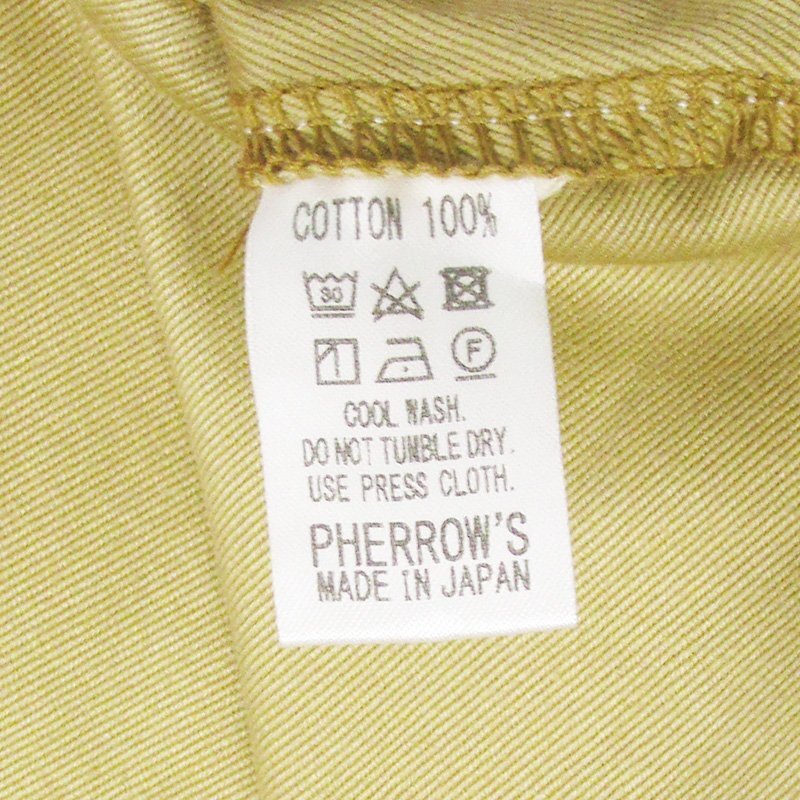 COTTON 100%
30
F
COOL WASH.
DO NOT TUMBLE DRY.
USE PRESS CLOTH.
PHERROW'S
MADE IN JAPAN